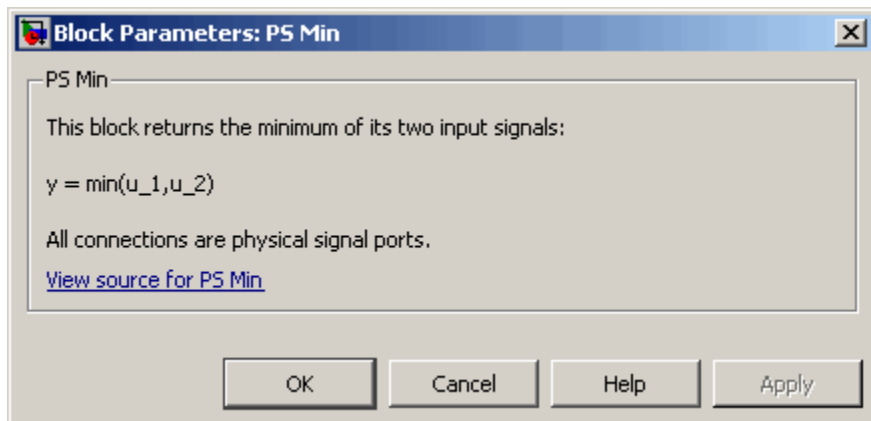 Block Parameters: PS Min
PS Min
This block returns the minimum of its two input signals:
y = min(u_1,u_2)
All connections are physical signal ports.
View source for PS Min
OK Cancel Help Apply